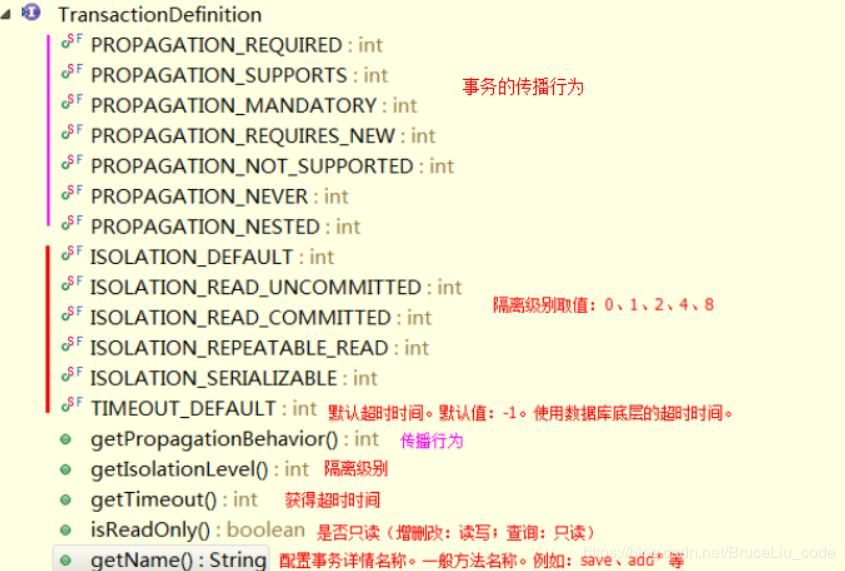 TransactionDefinition
PROPAGATION_REQUIRED : int
PROPAGATION_SUPPORTS : int
事务的传播行为
PROPAGATION_MANDATORY : int
PROPAGATION_REQUIRES_NEW : int
PROPAGATION_NOT_SUPPORTED : int
PROPAGATION_NEVER : int
PROPAGATION_NESTED : int
ISOLATION_DEFAULT : int
ISOLATION_READ_UNCOMMITTED : int
隔离级别取值：0、1、2、4、8
ISOLATION_READ_COMMITTED : int
ISOLATION_REPEATABLE_READ : int
ISOLATION_SERIALIZABLE : int
TIMEOUT_DEFAULT : int 默认超时时间。默认值：-1。使用数据库底层的超时时间。
getPropagationBehavior() : int 传播行为
getIsolationLevel() : int 隔离级别
getTimeout() : int 获得超时时间
isReadOnly() : boolean 是否只读（增删改：读写；查询：只读）
getName() : String 配置事务详情名称。一般方法名称。例如：save、add* 等
https://blog.csdn.net/BruceLiu_code